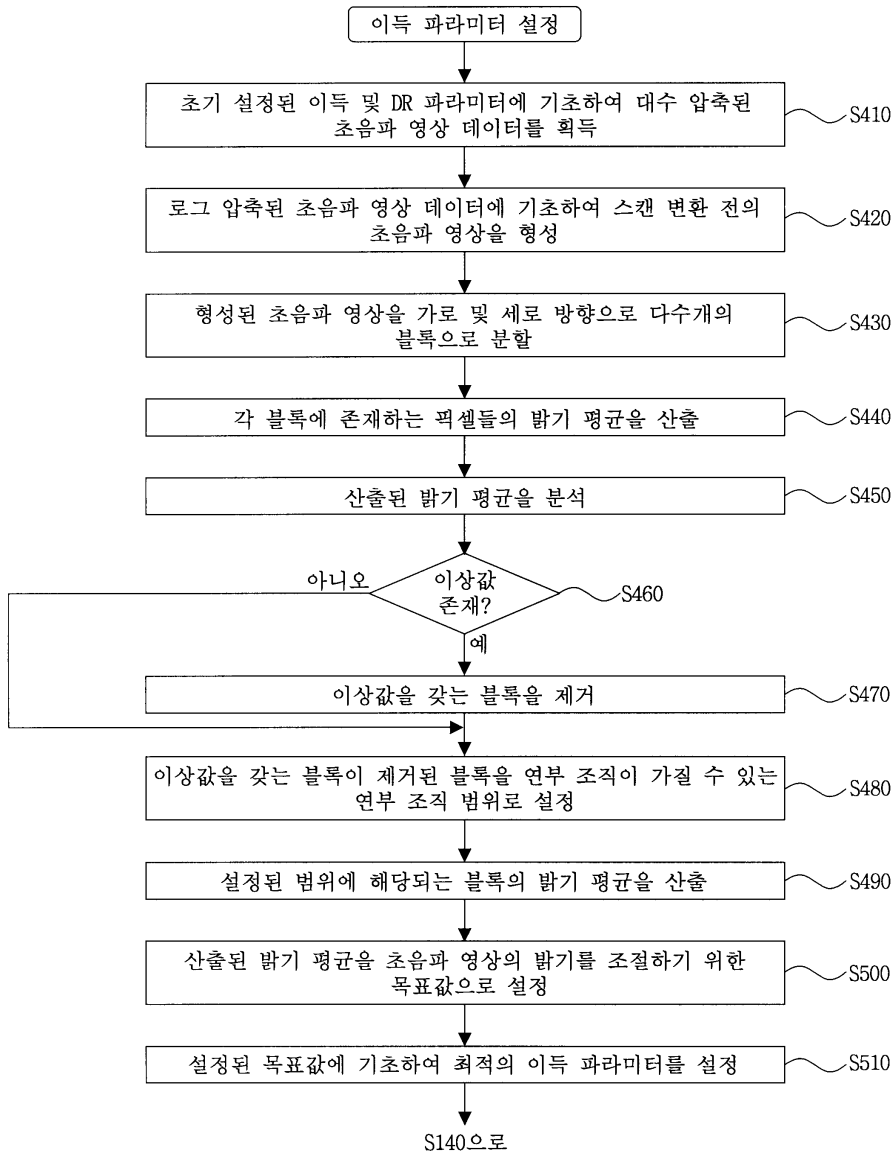 이득 파라미터 설정
초기 설정된 이득 및 DR 파라미터에 기초하여 대수 압축된
초음파 영상 데이터를 획득
S410
로그 압축된 초음파 영상 데이터에 기초하여 스캔 변환 전의
초음파 영상을 형성
S420
형성된 초음파 영상을 가로 및 세로 방향으로 다수개의
블록으로 분할
S430
각 블록에 존재하는 픽셀들의 밝기 평균을 산출
S440
산출된 밝기 평균을 분석
S450
아니오
이상값
존재?
S460
예
이상값을 갖는 블록을 제거
S470
이상값을 갖는 블록이 제거된 블록을 연부 조직이 가질 수 있는
연부 조직 범위로 설정
S480
설정된 범위에 해당되는 블록의 밝기 평균을 산출
S490
산출된 밝기 평균을 초음파 영상의 밝기를 조절하기 위한
목표값으로 설정
S500
설정된 목표값에 기초하여 최적의 이득 파라미터를 설정
S510
S140으로